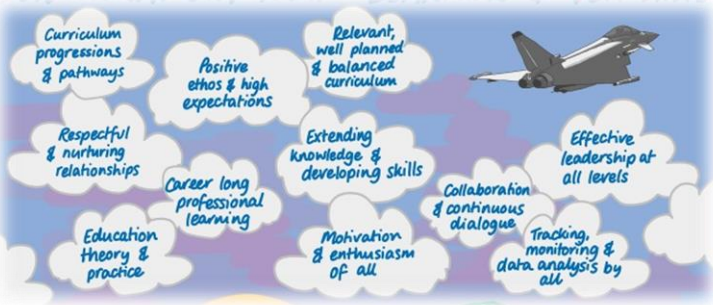 Curriculum
progressions
& pathways
Positive
ethos & high
expectations
Relevant,
well planned
& balanced
curriculum
Respectful
& nurturing
relationships
Extending
knowledge &
developing skills
Effective
leadership at
all levels
Career long
professional
learning
Collaboration
& continuous
dialogue
Education
theory &
practice
Motivation
& enthusiasm
of all
Tracking,
monitoring &
data analysis by
all